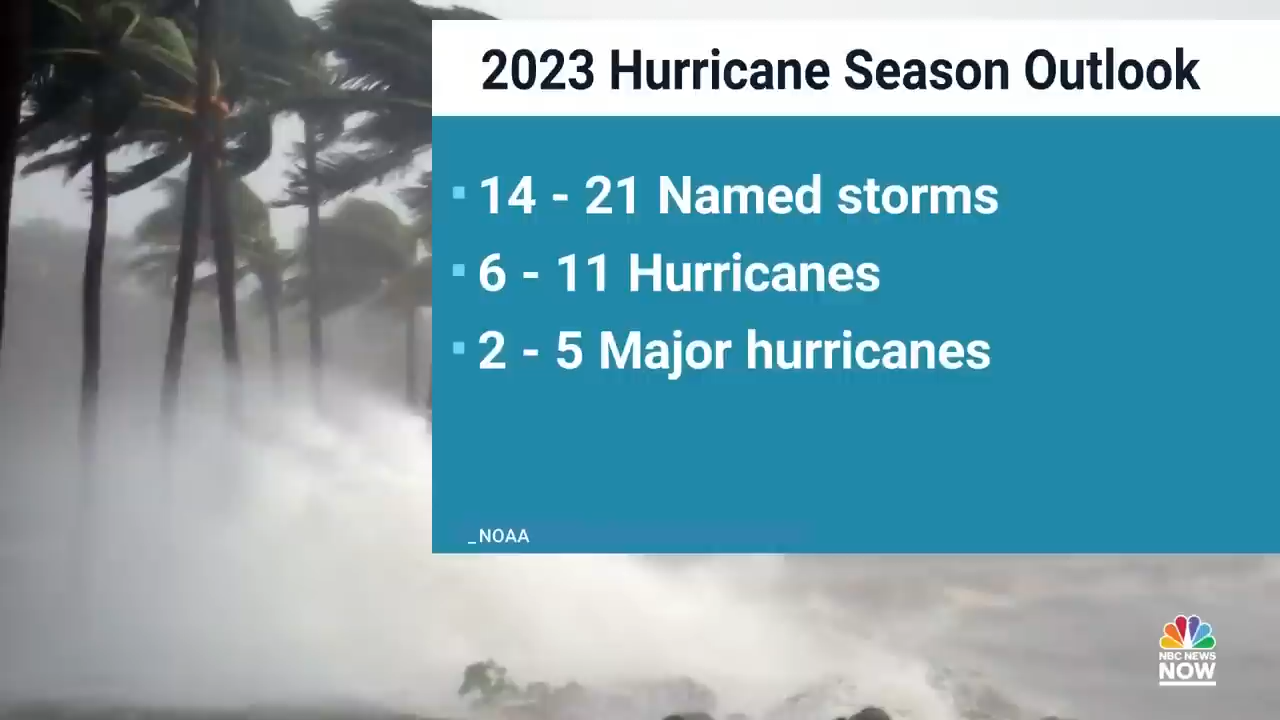 2023 Hurricane Season Outlook
▪ 14 - 21 Named storms
▪ 6 - 11 Hurricanes
▪ 2 - 5 Major hurricanes
_NOAA
NBC NEWS
NOW